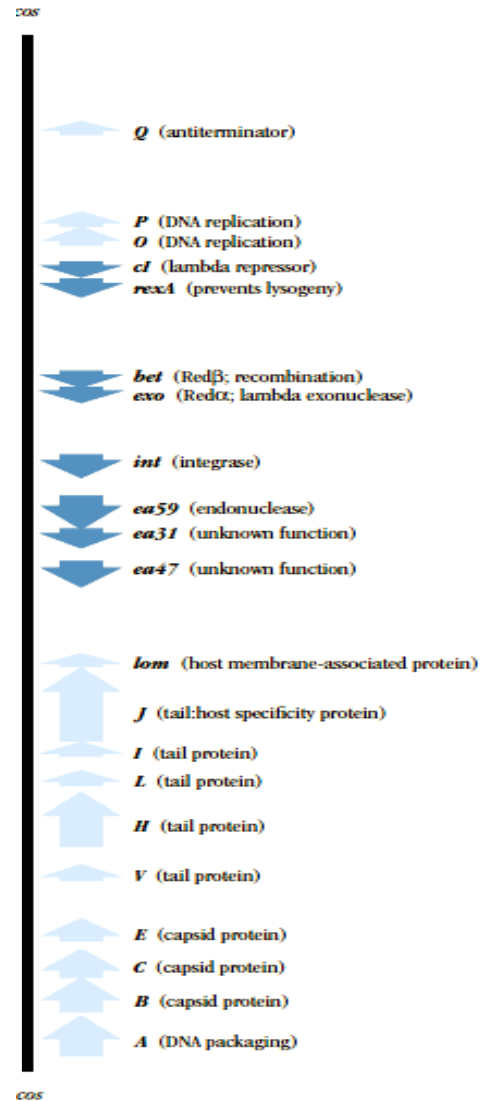 cos
Q (antiterminator)
P (DNA replication)
O (DNA replication)
cI (lambda repressor)
rexA (prevents lysogeny)
bet (Redβ; recombination)
exo (Redα; lambda exonuclease)
int (integrase)
ea59 (endonuclease)
ea31 (unknown function)
ea47 (unknown function)
lom (host membrane-associated protein)
J (tail:host specificity protein)
I (tail protein)
L (tail protein)
H (tail protein)
V (tail protein)
E (capsid protein)
C (capsid protein)
B (capsid protein)
A (DNA packaging)
cos